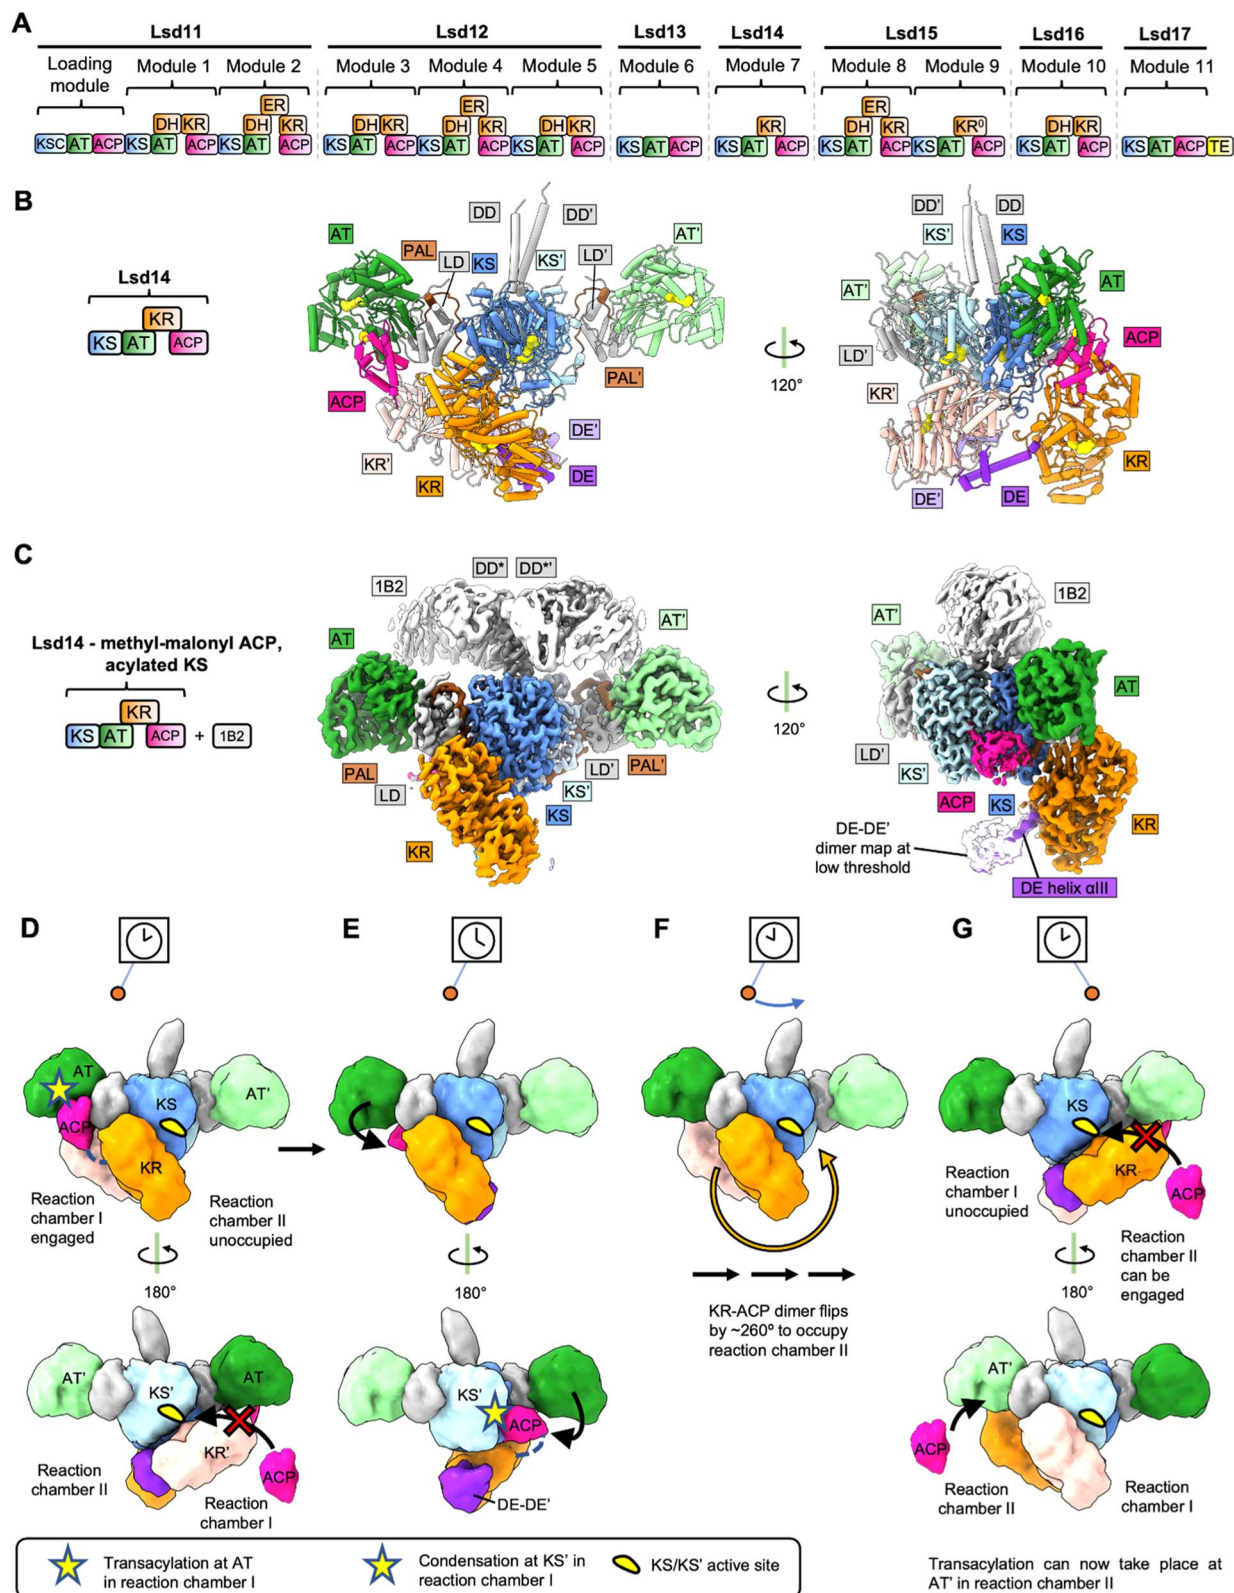 A
Lsd11 Lsd12 Lsd13 Lsd14 Lsd15 Lsd16 Lsd17
Loading module
Module 1 Module 2 Module 3 Module 4 Module 5 Module 6 Module 7 Module 8 Module 9 Module 10 Module 11
ER ER ER
DH KR DH KR DH KR DH KR DH KR KR DH KR KR⁰ DH KR
KSC AT ACP KS AT ACP KS AT ACP KS AT ACP KS AT ACP KS AT ACP KS AT ACP KS AT ACP KS AT ACP KS AT ACP KS AT ACP KS AT ACP TE
B
Lsd14
KR
KS AT ACP
DD
DD'
AT
PAL
LD
KS
KS'
LD'
AT'
ACP
PAL'
KR'
KR
DE'
DE
120°
DD'
DD
KS'
KS
AT'
AT
LD'
ACP
KR'
KR
DE'
DE
C
Lsd14 - methyl-malonyl ACP,
acylated KS
KR
KS AT ACP + 1B2
1B2
DD*
DD*'
AT
AT'
PAL
LD
LD'
PAL'
KS'
KS
KR
120°
1B2
AT'
AT
LD'
KS'
ACP
KS
KR
DE-DE'
dimer map at
low threshold
DE helix αIII
D
AT
KS
AT'
ACP
KR
Reaction
chamber I
engaged
Reaction
chamber II
unoccupied
180°
AT'
KS'
AT
KR'
ACP
Reaction
chamber II
Reaction
chamber I
E
180°
KS'
ACP
DE-DE'
F
KR-ACP dimer flips
by ~260º to occupy
reaction chamber II
G
KS
KR
ACP
Reaction
chamber I
unoccupied
Reaction
chamber II
can be
engaged
180°
AT'
ACP
Reaction
chamber II
Reaction
chamber I
Transacylation at AT
in reaction chamber I
Condensation at KS' in
reaction chamber I
KS/KS' active site
Transacylation can now take place at
AT' in reaction chamber II